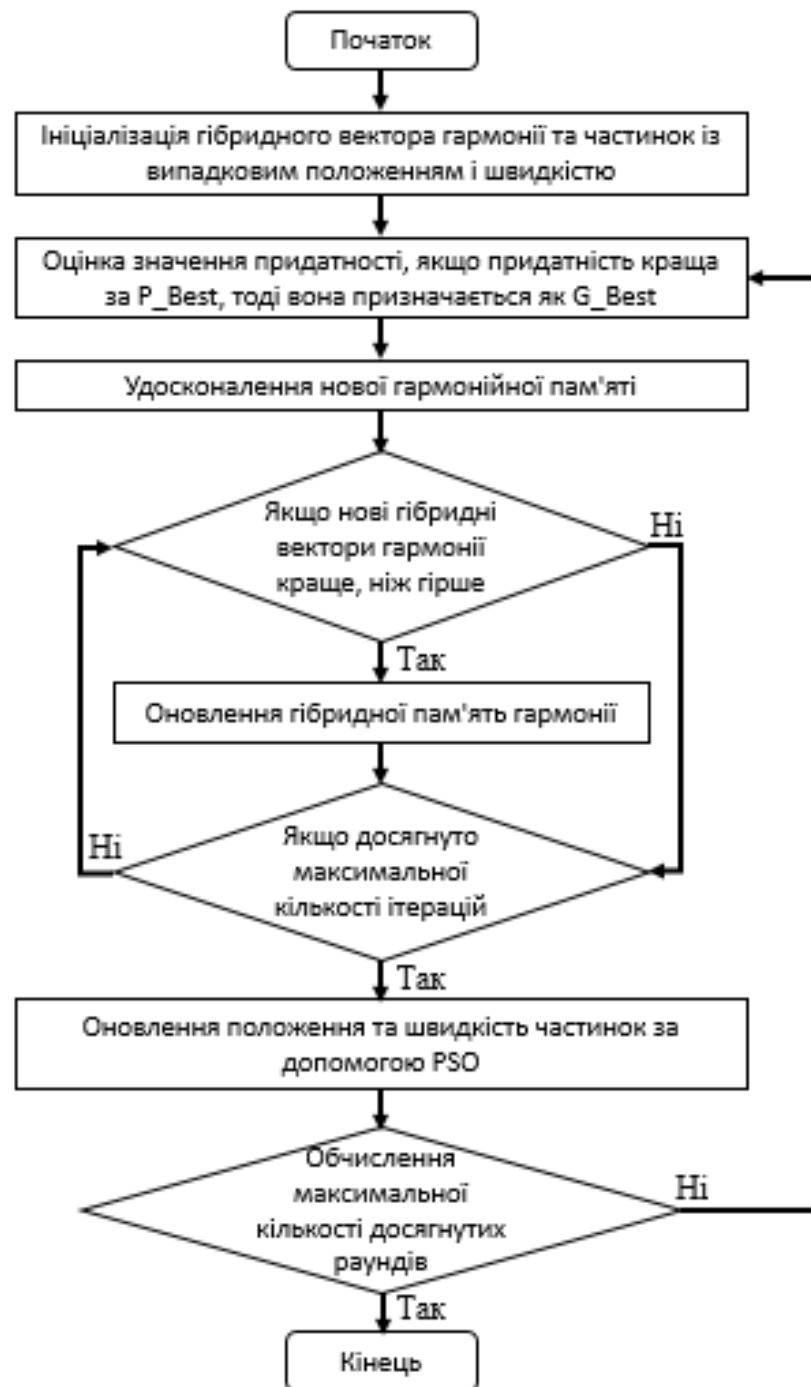 Початок
Ініціалізація гібридного вектора гармонії та частинок із
випадковим положенням і швидкістю
Оцінка значення придатності, якщо придатність краща
за P_Best, тоді вона призначається як G_Best
Удосконалення нової гармонійної пам'яті
Якщо нові гібридні
вектори гармонії
краще, ніж гірше
Ні
Так
Оновлення гібридної пам'ять гармонії
Якщо досягнуто
максимальної
кількості ітерацій
Ні
Так
Оновлення положення та швидкість частинок за
допомогою PSO
Обчислення
максимальної
кількості досягнутих
раундів
Ні
Так
Кінець